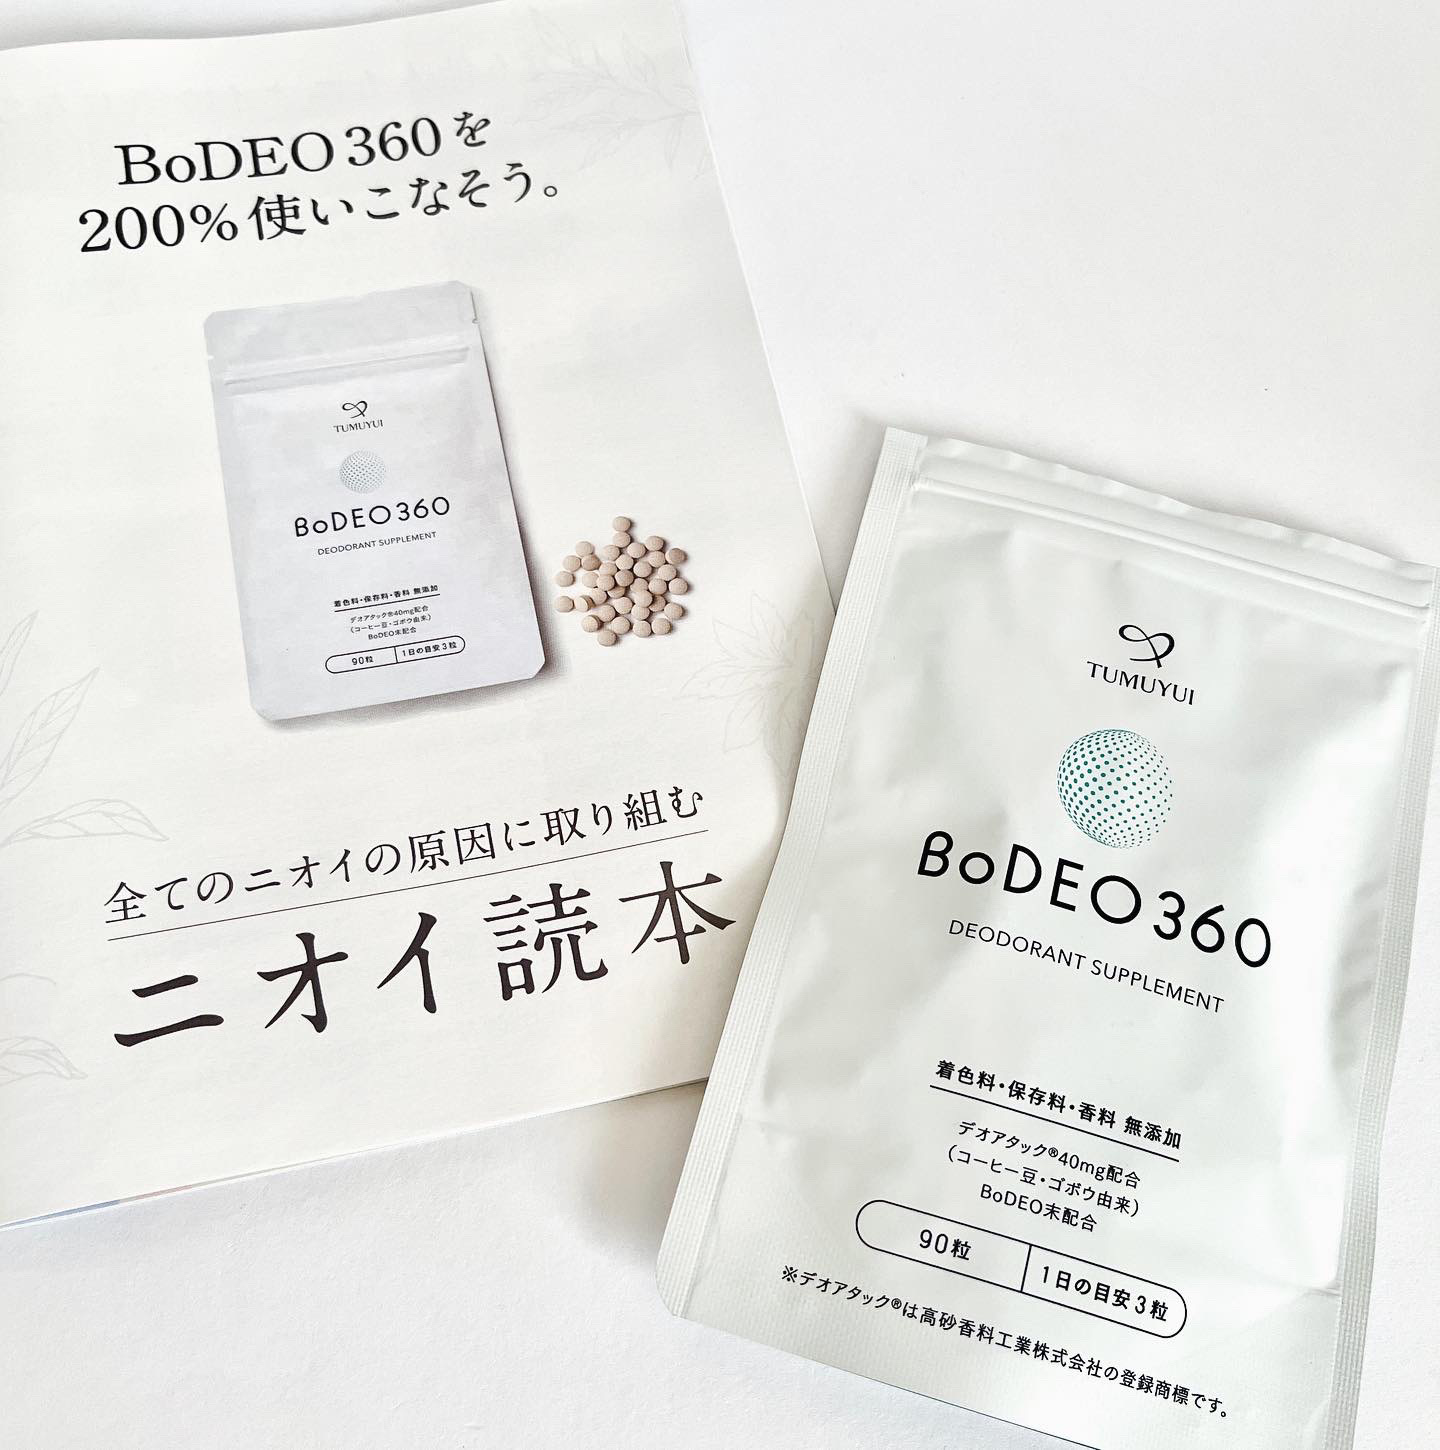 BoDEO 360を
200%使いこなそう。
TUMUYUI
BoDEO360
DEODORANT SUPPLEMENT
着色料・保存料・香料 無添加
デオアタック®40mg配合
（コーヒー豆・ゴボウ由来）
BoDEO末配合
90粒 1日の目安3粒
全てのニオイの原因に取り組む
ニオイ読本
TUMUYUI
BoDEO360
DEODORANT SUPPLEMENT
着色料・保存料・香料 無添加
デオアタック®40mg配合
（コーヒー豆・ゴボウ由来）
BoDEO末配合
90粒 1日の目安3粒
※デオアタック®は高砂香料工業株式会社の登録商標です。